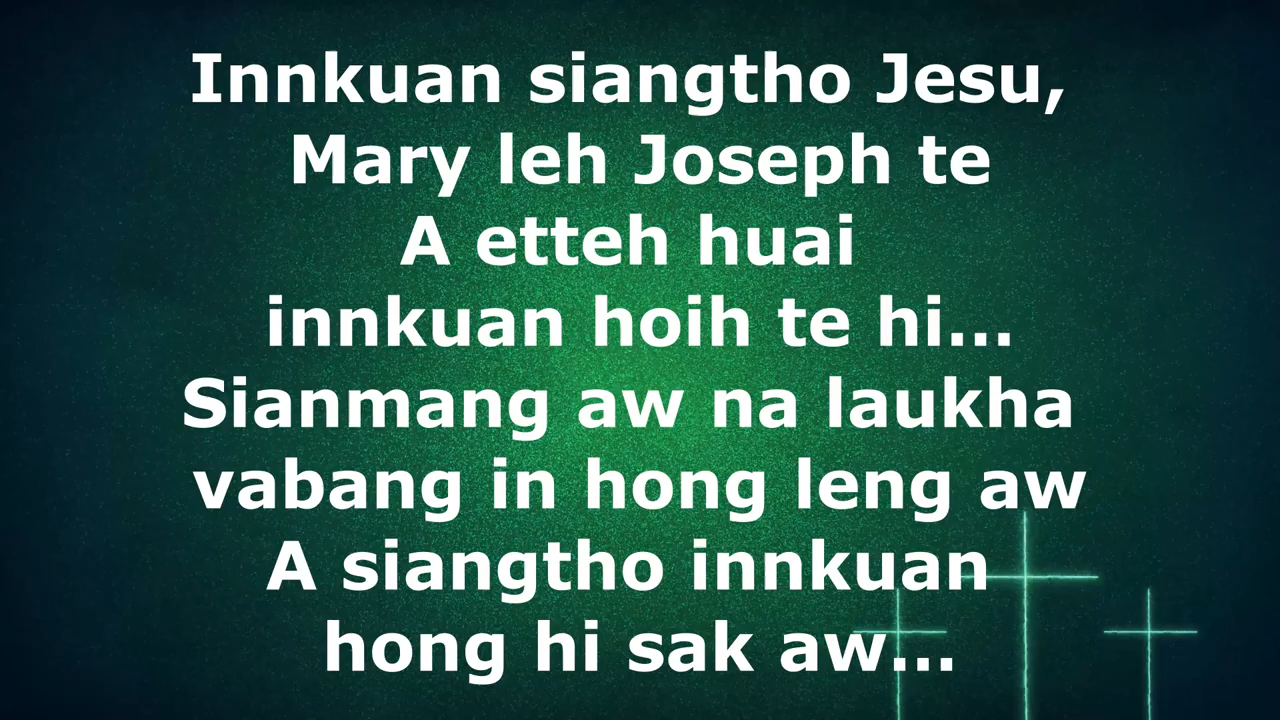 Innkuan siangtho Jesu,
Mary leh Joseph te
A etteh huai
innkuan hoih te hi...
Sianmang aw na laukha
vabang in hong leng aw
A siangtho innkuan
hong hi sak aw...